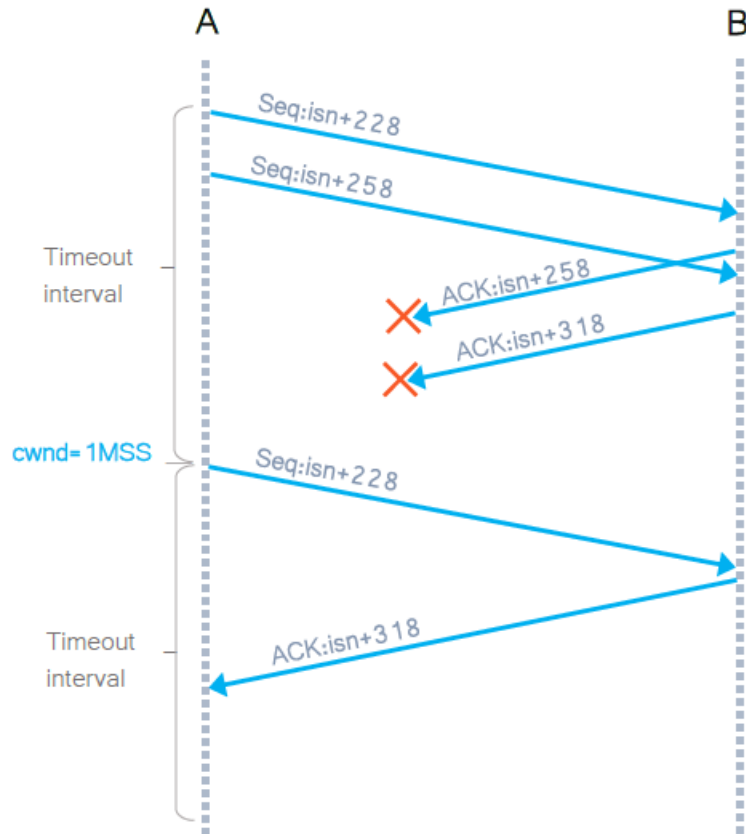 A
B
Seq:isn+228
Seq:isn+258
Timeout
interval
ACK:isn+258
ACK:isn+318
cwnd=1MSS
Seq:isn+228
ACK:isn+318
Timeout
interval